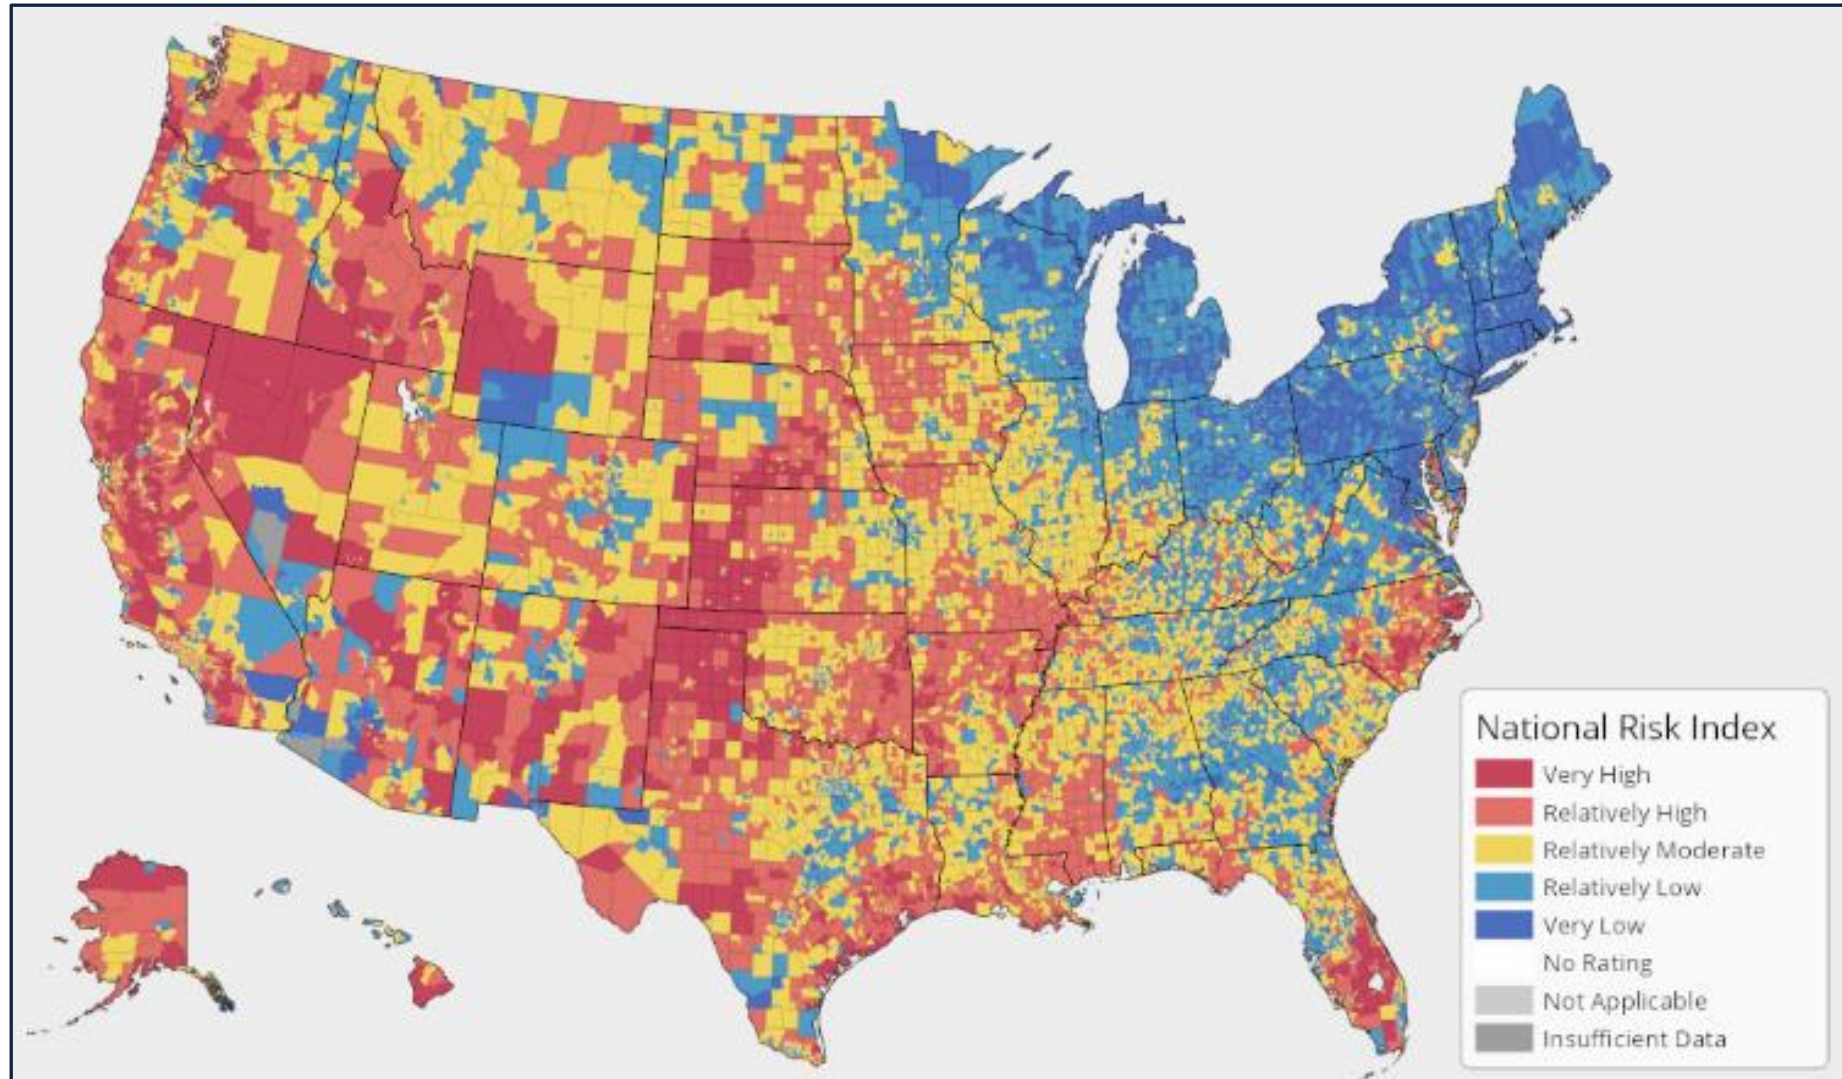 National Risk Index
Very High
Relatively High
Relatively Moderate
Relatively Low
Very Low
No Rating
Not Applicable
Insufficient Data